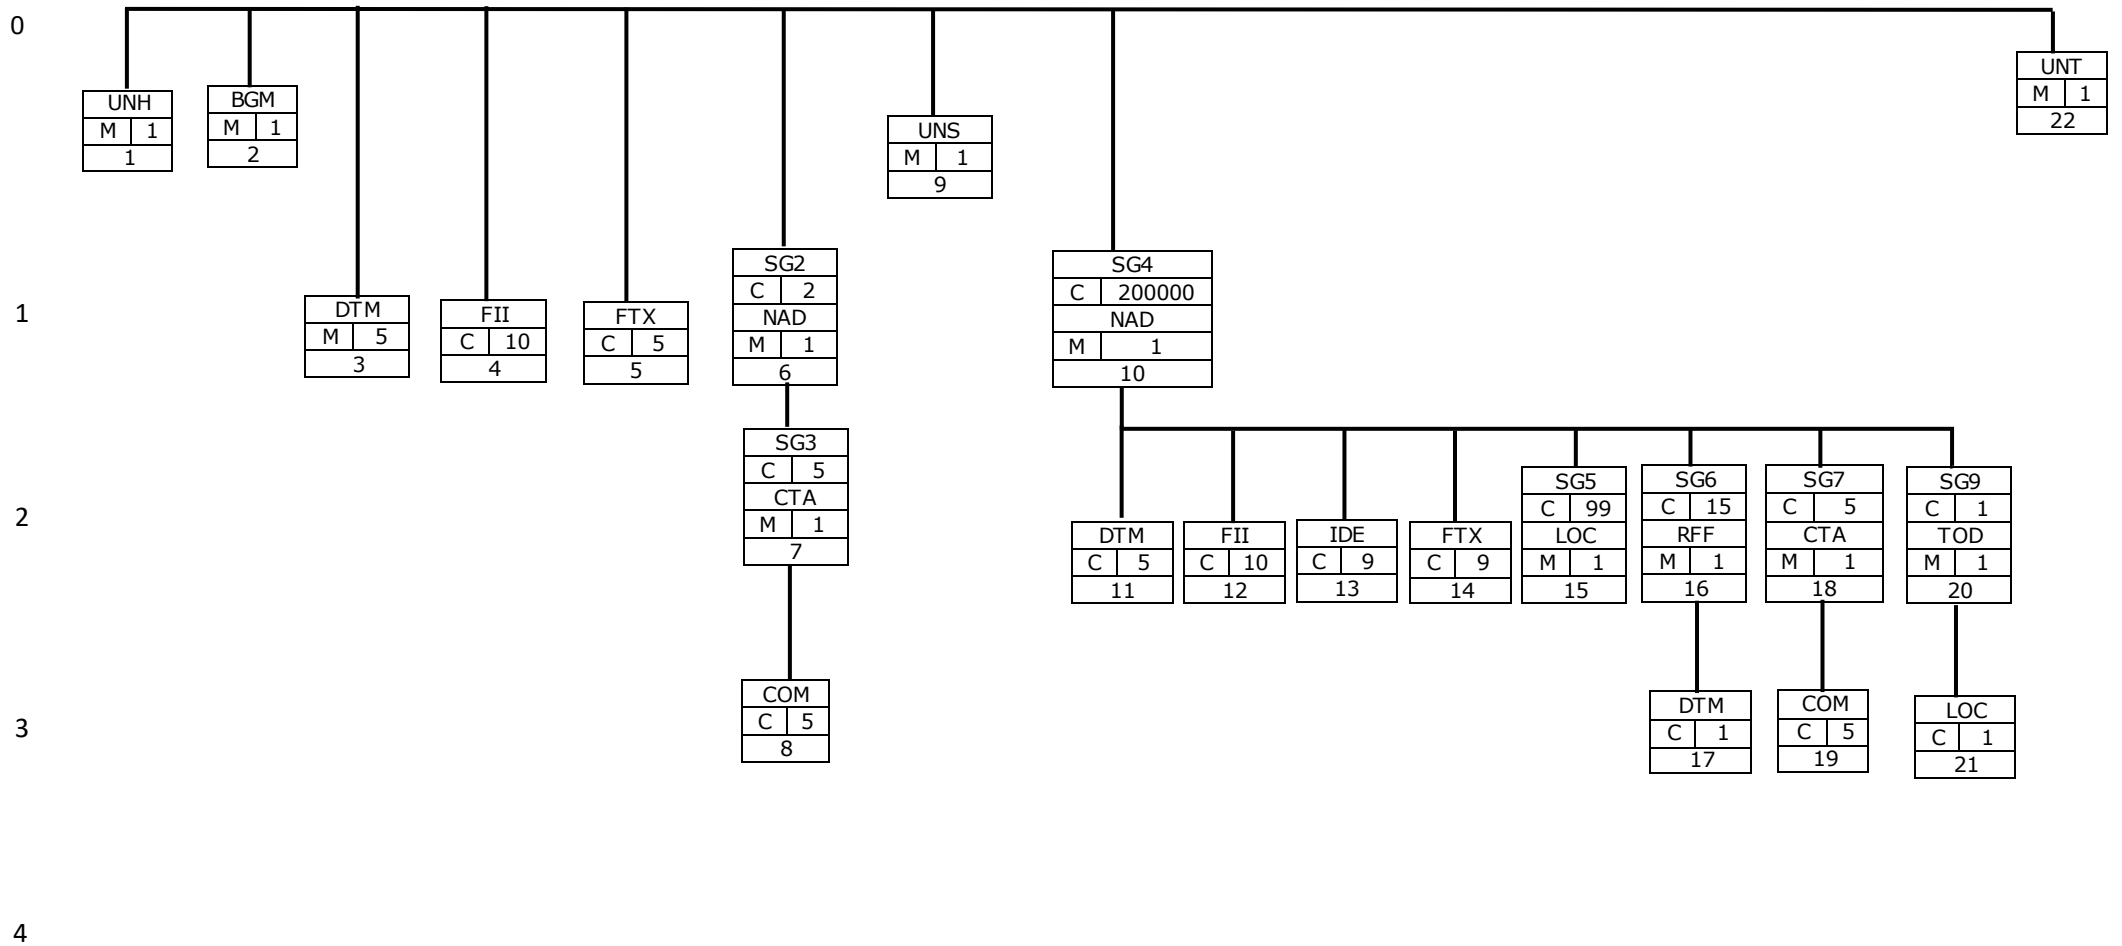 0
UNH
M 1
1
BGM
M 1
2
UNS
M 1
9
UNT
M 1
22
1
DTM
M 5
3
FII
C 10
4
FTX
C 5
5
SG2
C 2
NAD
M 1
6
SG4
C 200000
NAD
M 1
10
2
SG3
C 5
CTA
M 1
7
DTM
C 5
11
FII
C 10
12
IDE
C 9
13
FTX
C 9
14
SG5
C 99
LOC
M 1
15
SG6
C 15
RFF
M 1
16
SG7
C 5
CTA
M 1
18
SG9
C 1
TOD
M 1
20
3
COM
C 5
8
DTM
C 1
17
COM
C 5
19
LOC
C 1
21
4